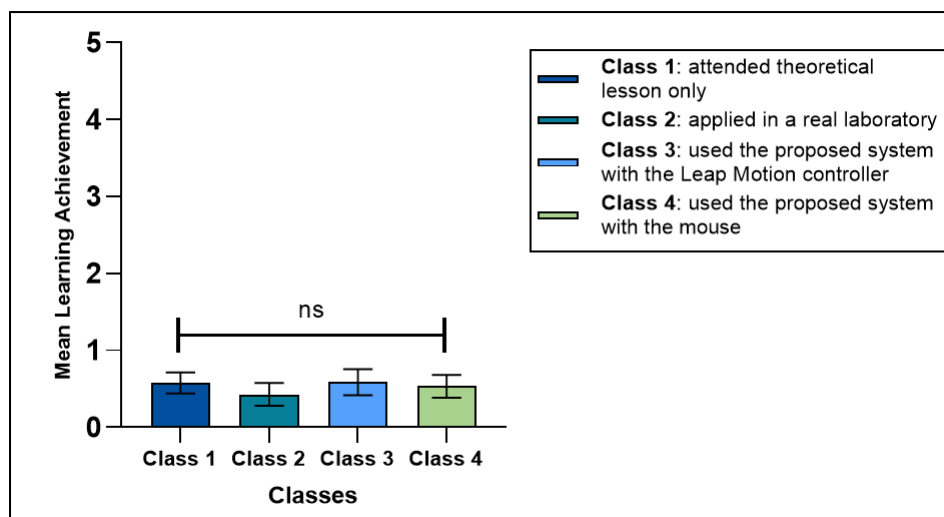 5
4
3
2
1
0
Mean Learning Achievement
ns
Class 1
Class 2
Class 3
Class 4
Classes
Class 1: attended theoretical
lesson only
Class 2: applied in a real laboratory
Class 3: used the proposed system
with the Leap Motion controller
Class 4: used the proposed system
with the mouse